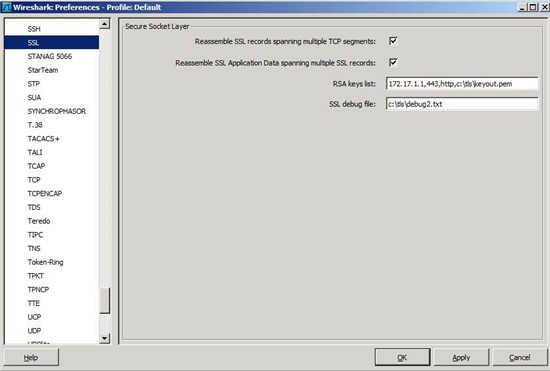 Wireshark: Preferences - Profile: Default
SSH
SSL
STANAG 5066
StarTeam
STP
SUA
SYNCHROPHASOR
T.38
TACACS+
TALI
TCAP
TCP
TCPENCAP
TDS
Teredo
TIPC
TNS
Token-Ring
TPKT
TPNCP
TTE
UCP
UDP
Secure Socket Layer
Reassemble SSL records spanning multiple TCP segments:
Reassemble SSL Application Data spanning multiple SSL records:
RSA keys list: 172.17.1.1,443,http,c:\tls\keyout.pem
SSL debug file: c:\tls\debug2.txt
Help
OK
Apply
Cancel